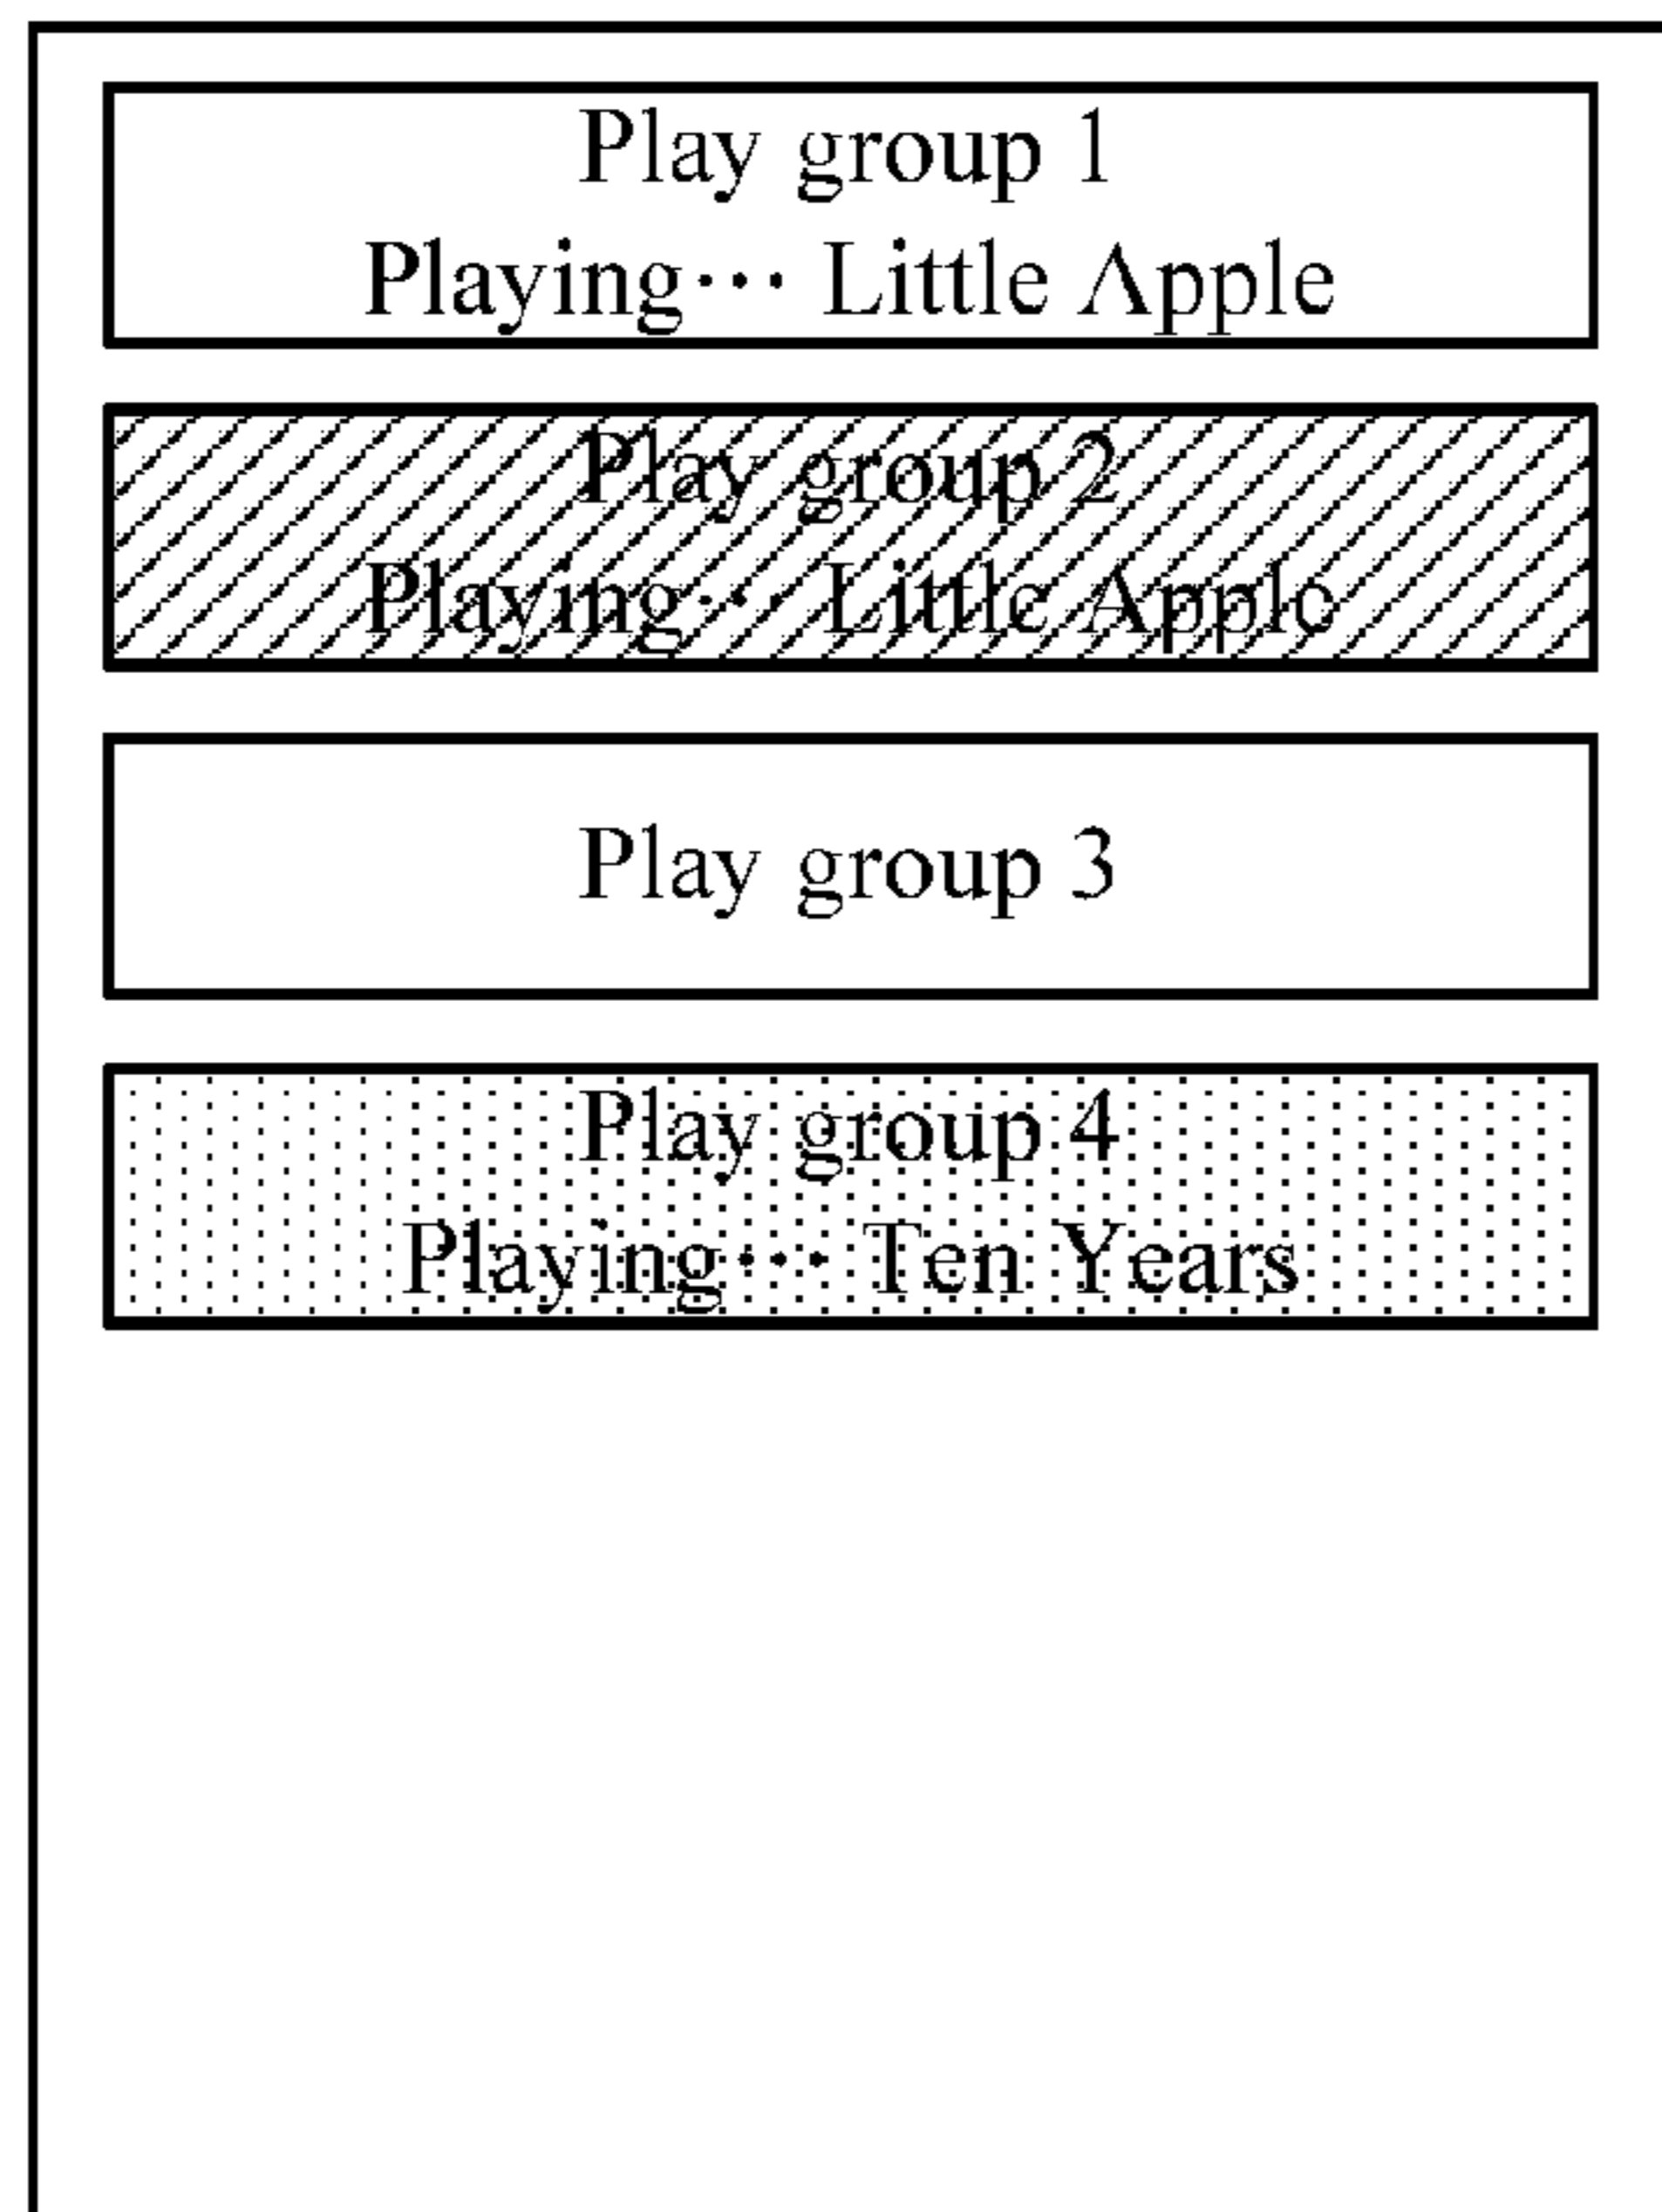 Play group 1
Playing··· Little Apple
Play group 2
Playing··· Little Apple
Play group 3
Play group 4
Playing··· Ten Years